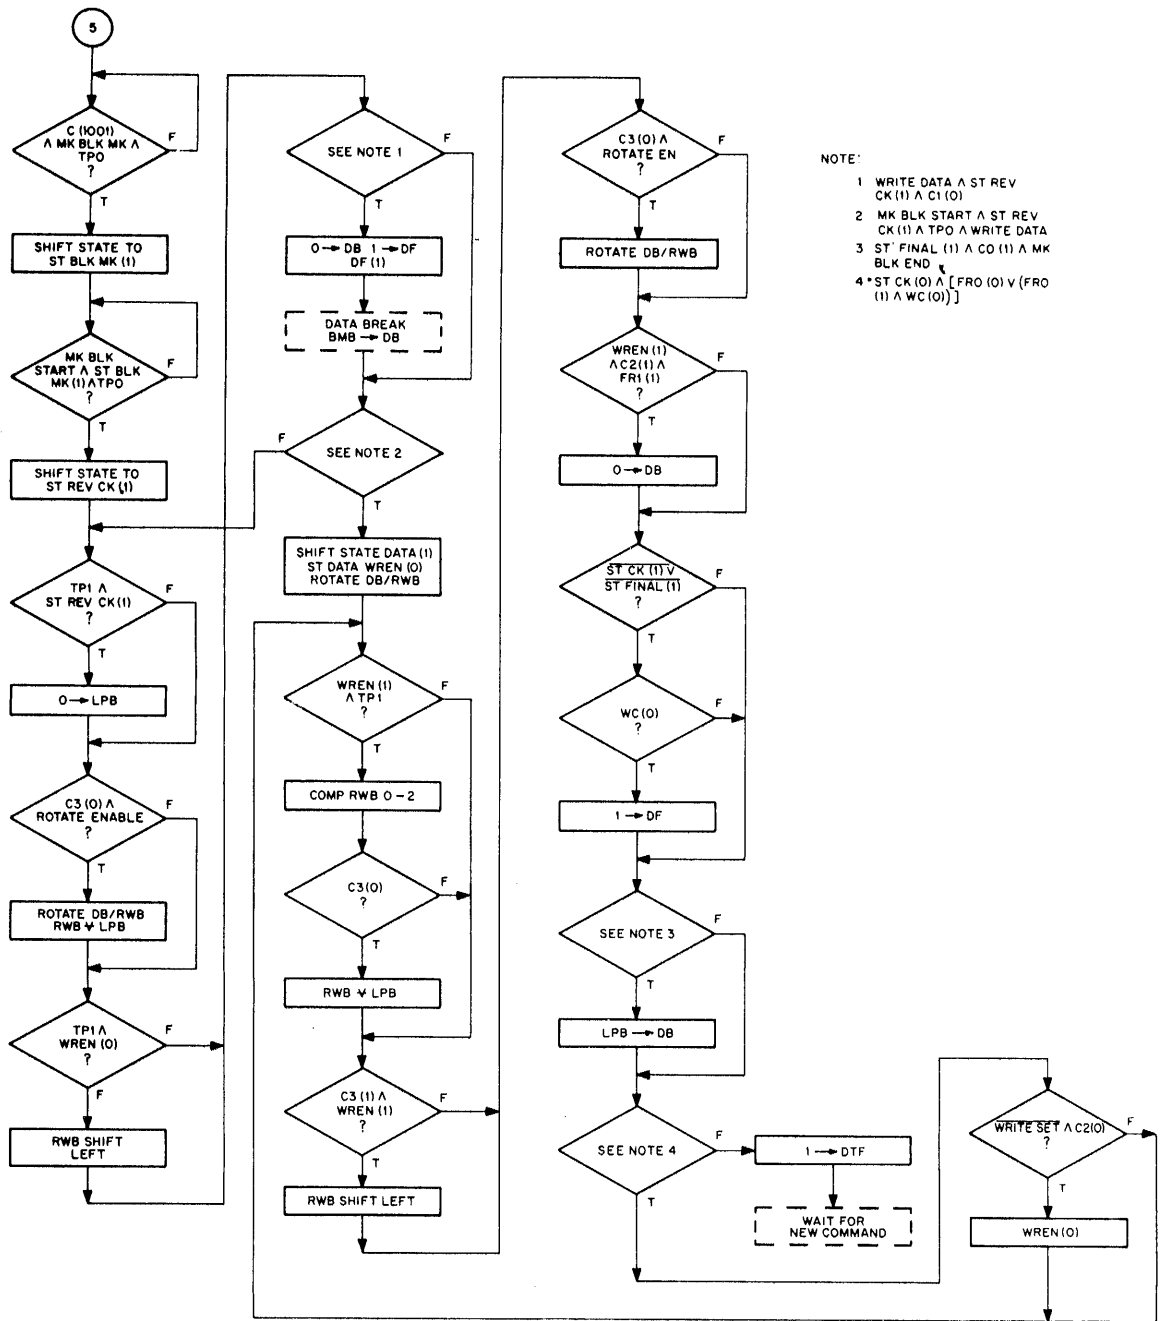 5
C (1001)
∧ MK BLK MK ∧
TPO
?
F
T
SHIFT STATE TO
ST BLK MK (1)
MK BLK
START ∧ ST BLK
MK(1)∧TPO
?
F
T
SHIFT STATE TO
ST REV CK (1)
TP1 ∧
ST REV CK(1)
?
F
T
0 → LPB
C3 (0) ∧
ROTATE ENABLE
?
F
T
ROTATE DB/RWB
RWB ⊻ LPB
TP1 ∧
WREN (0)
?
F
F
RWB SHIFT
LEFT
SEE NOTE 1
F
T
0 → DB 1 → DF
DF (1)
DATA BREAK
BMB → DB
SEE NOTE 2
F
T
SHIFT STATE DATA (1)
ST DATA WREN (0)
ROTATE DB/RWB
WREN (1)
∧ TP1
?
F
T
COMP RWB 0 – 2
C3(0)
?
F
T
RWB ⊻ LPB
C3 (1) ∧
WREN (1)
?
F
T
RWB SHIFT LEFT
C3(0) ∧
ROTATE EN
?
F
T
ROTATE DB/RWB
WREN (1)
∧C2(1)∧
FR1 (1)
?
F
T
0 → DB
ST CK (1) V
ST FINAL (1)
?
F
T
WC (0)
?
F
T
1 → DF
SEE NOTE 3
F
T
LPB → DB
SEE NOTE 4
F
T
1 → DTF
WAIT FOR
NEW COMMAND
WRITE SET ∧ C2(0)
?
F
T
WREN (0)
NOTE:
1 WRITE DATA ∧ ST REV
CK (1) ∧ C1 (0)
2 MK BLK START ∧ ST REV
CK (1) ∧ TPO ∧ WRITE DATA
3 ST FINAL (1) ∧ CO (1) ∧ MK
BLK END
4 ST CK (0) ∧ [ FRO (0) V (FRO
(1) ∧ WC (0)) ]